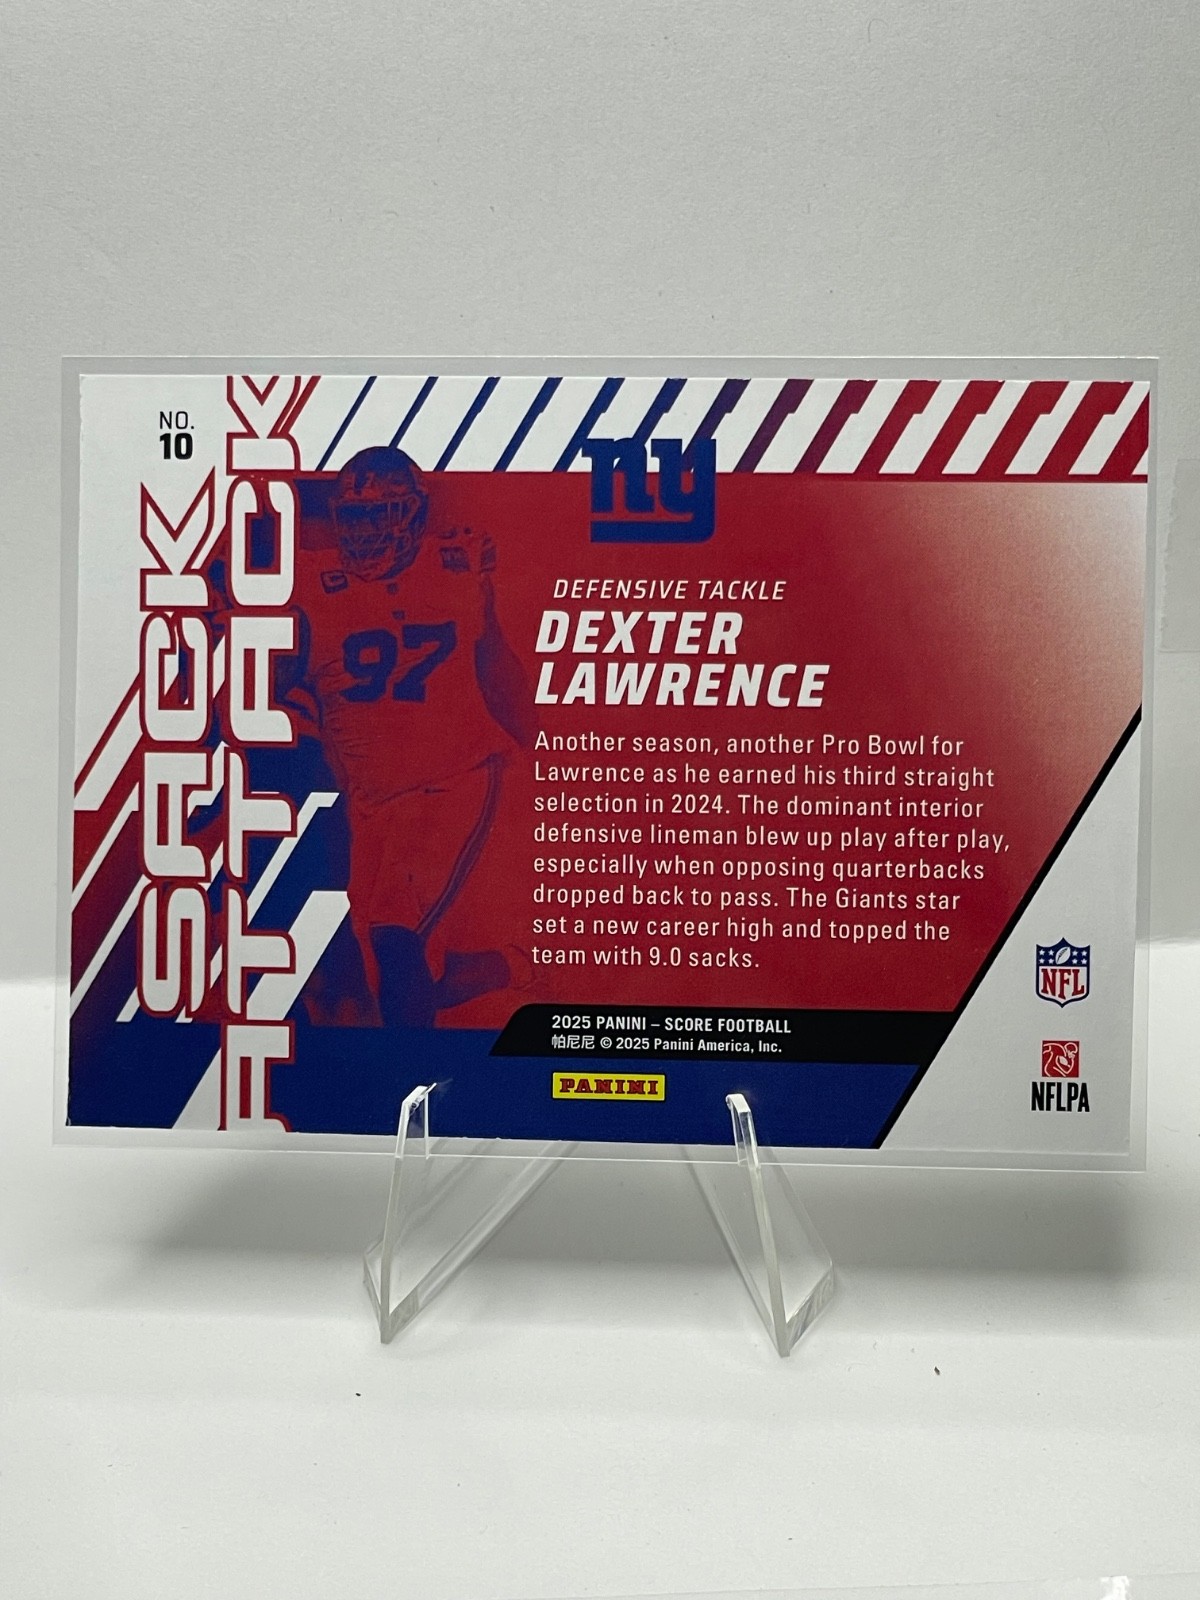 NO.
10
SACK
ATTACK
ny
97
DEFENSIVE TACKLE
DEXTER
LAWRENCE
Another season, another Pro Bowl for
Lawrence as he earned his third straight
selection in 2024. The dominant interior
defensive lineman blew up play after play,
especially when opposing quarterbacks
dropped back to pass. The Giants star
set a new career high and topped the
team with 9.0 sacks.
2025 PANINI – SCORE FOOTBALL
帕尼尼 © 2025 Panini America, Inc.
PANINI
NFL
NFLPA